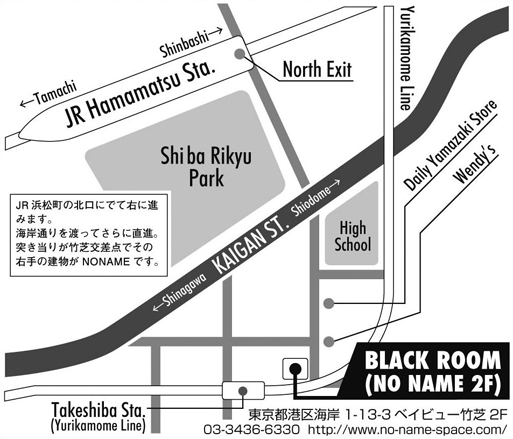 Shinbashi→
←Tamachi
JR Hamamatsu Sta.
North Exit
Yurikamome Line
Daily Yamazaki Store
Wendy's
Shiba Rikyu
Park
JR 浜松町の北口にでて右に進
みます。
海岸通りを渡ってさらに直進。
突き当りが竹芝交差点でその
右手の建物が NONAME です。
High
School
←Shinagawa KAIGAN ST. Shiodome→
BLACK ROOM
(NO NAME 2F)
Takeshiba Sta.
(Yurikamome Line)
東京都港区海岸 1-13-3 ベイビュー竹芝 2F
03-3436-6330 http://www.no-name-space.com/